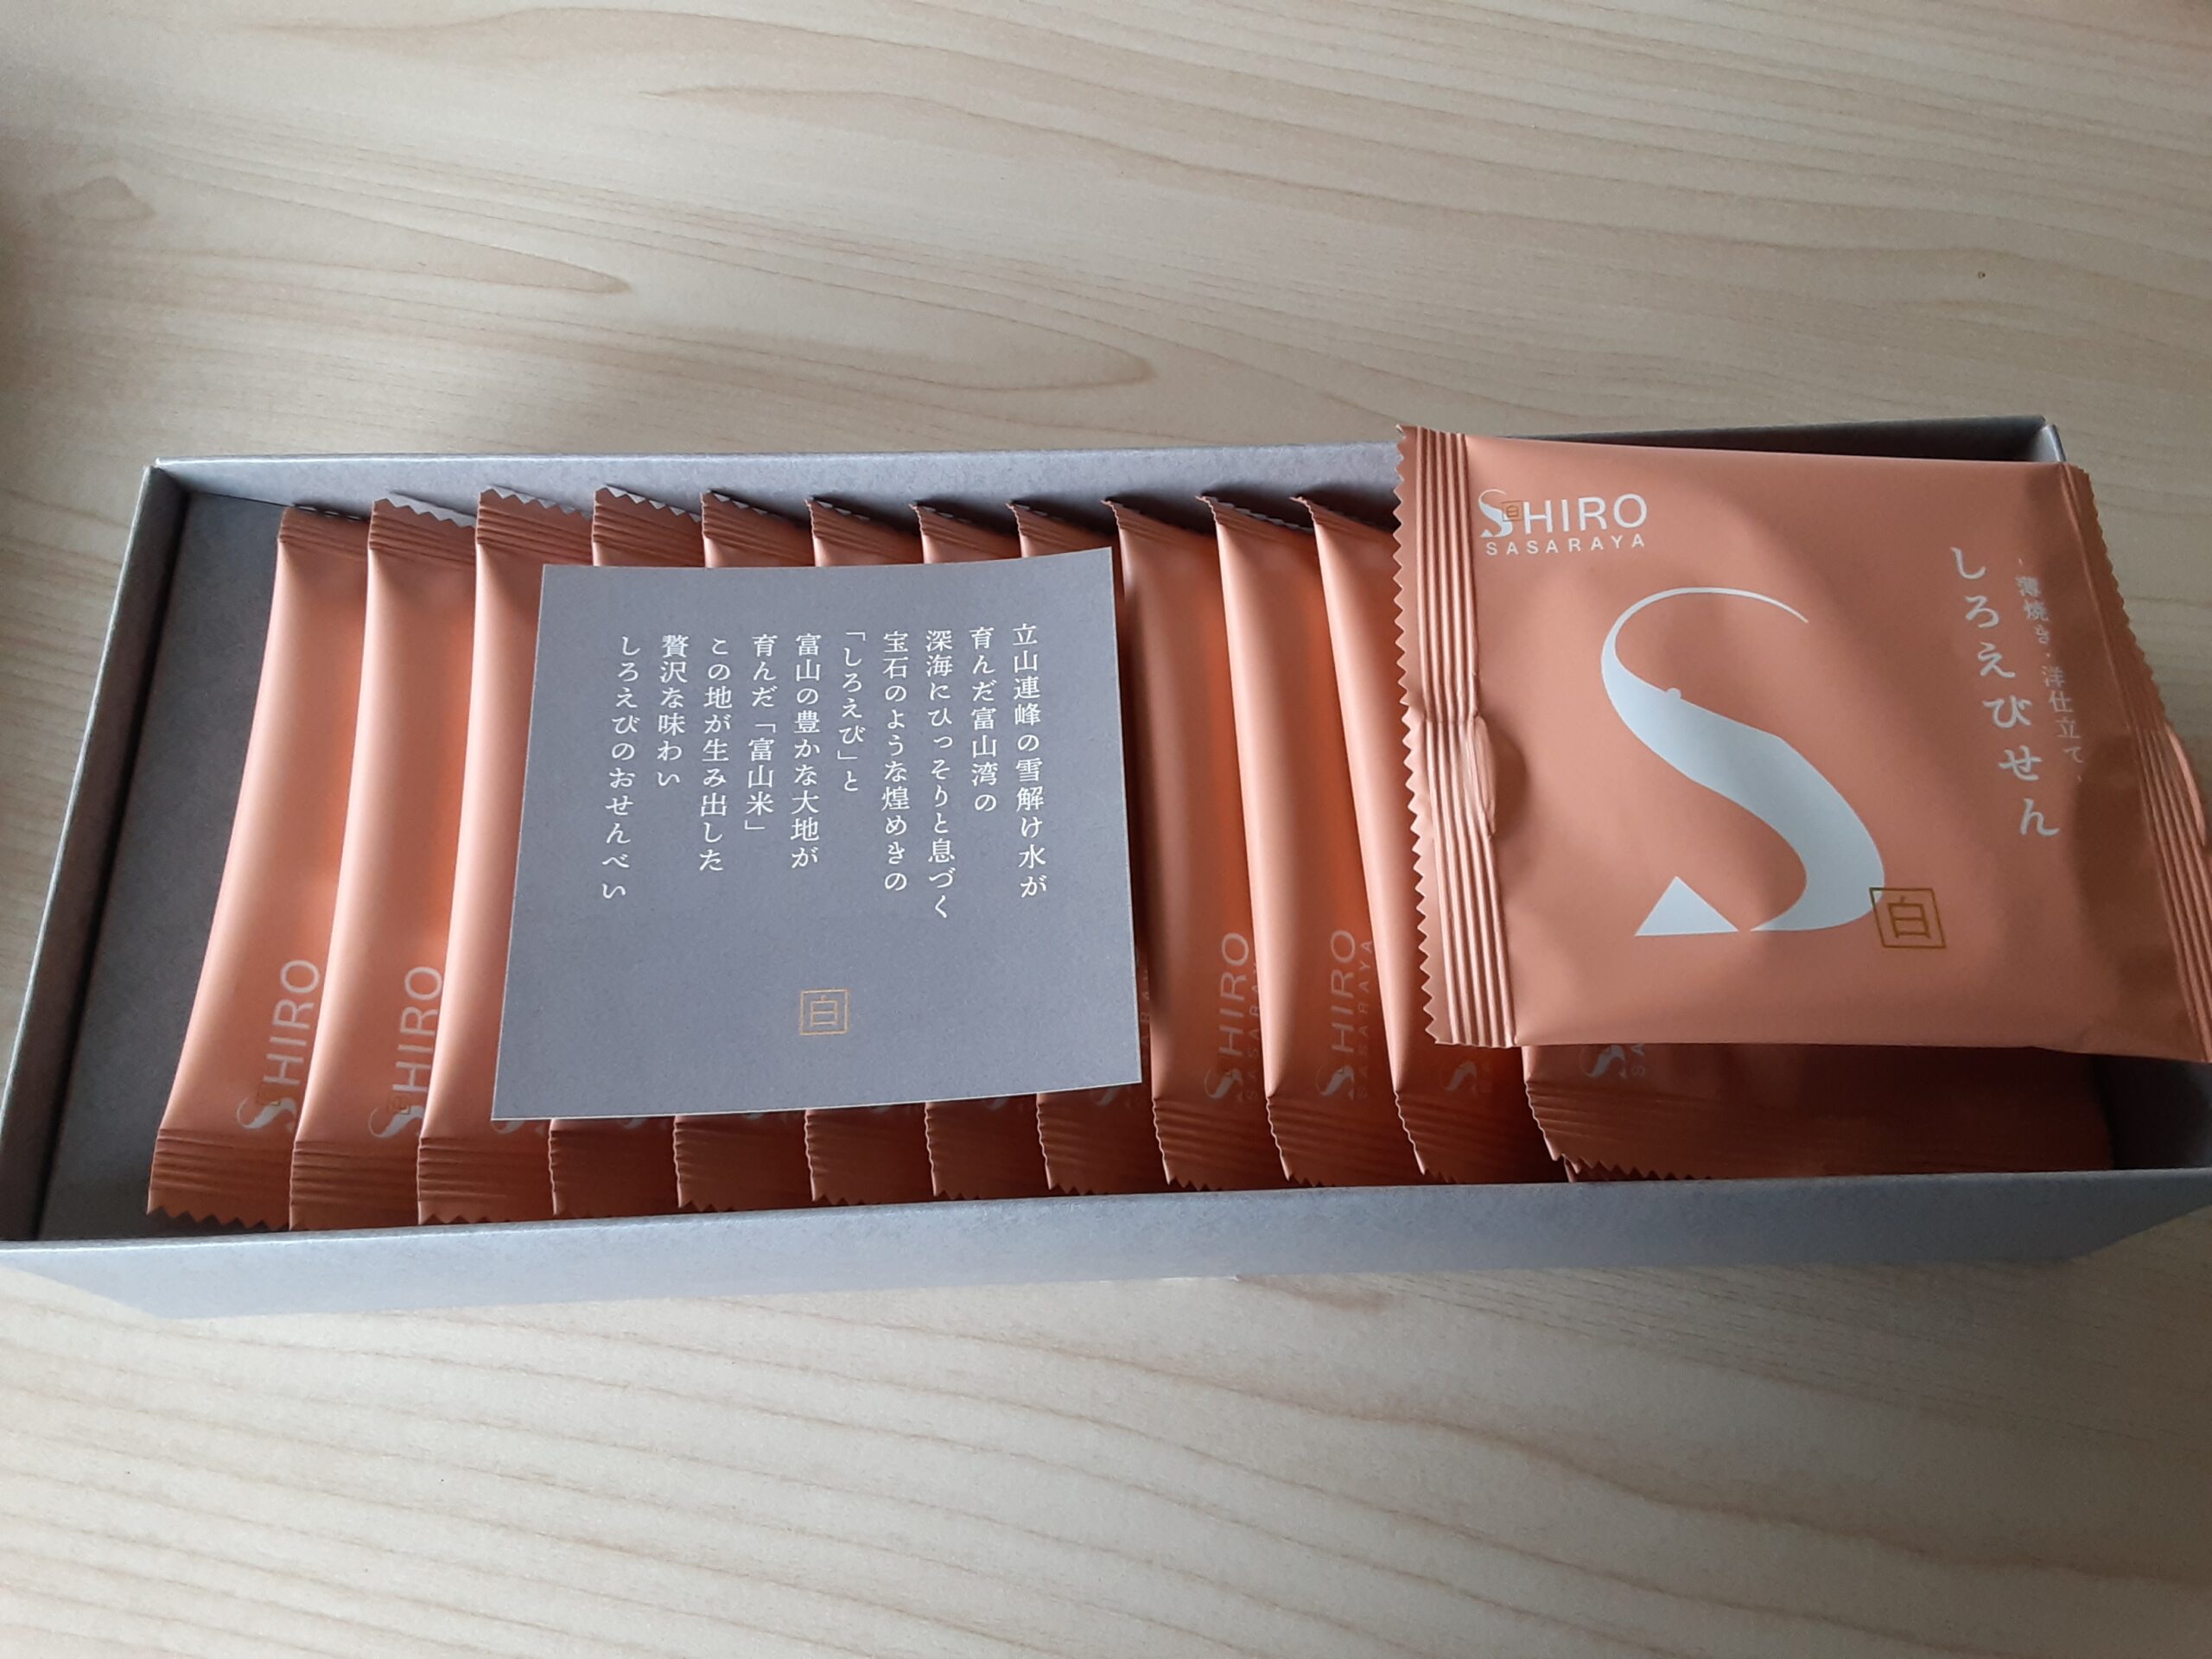 立山連峰の雪解け水が
育んだ富山湾の
深海にひっそりと息づく
宝石のような煌めきの
「しろえび」と
富山の豊かな大地が
育んだ「富山米」
この地が生み出した
贅沢な味わい
しろえびのおせんべい
白
SHIRO
SASARAYA
薄焼き・洋仕立て
しろえびせん
S
白
SHIRO
SHIRO
SHIRO
SASARAYA
SHIRO
SASARAYA